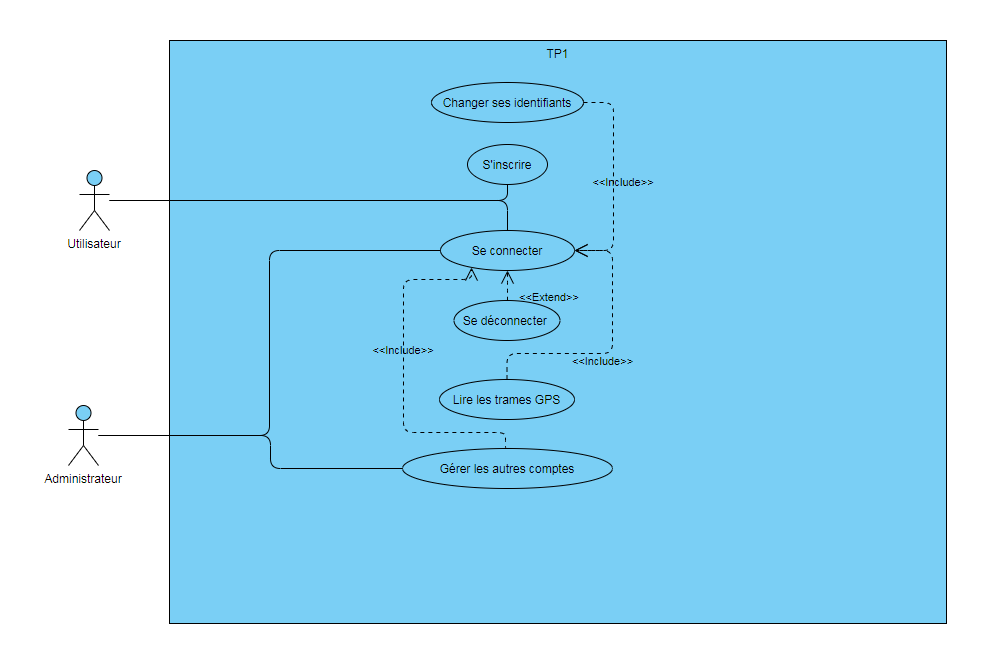 TP1
Changer ses identifiants
S'inscrire
<<Include>>
Utilisateur
Se connecter
<<Extend>>
Se déconnecter
<<Include>>
<<Include>>
Lire les trames GPS
Gérer les autres comptes
Administrateur